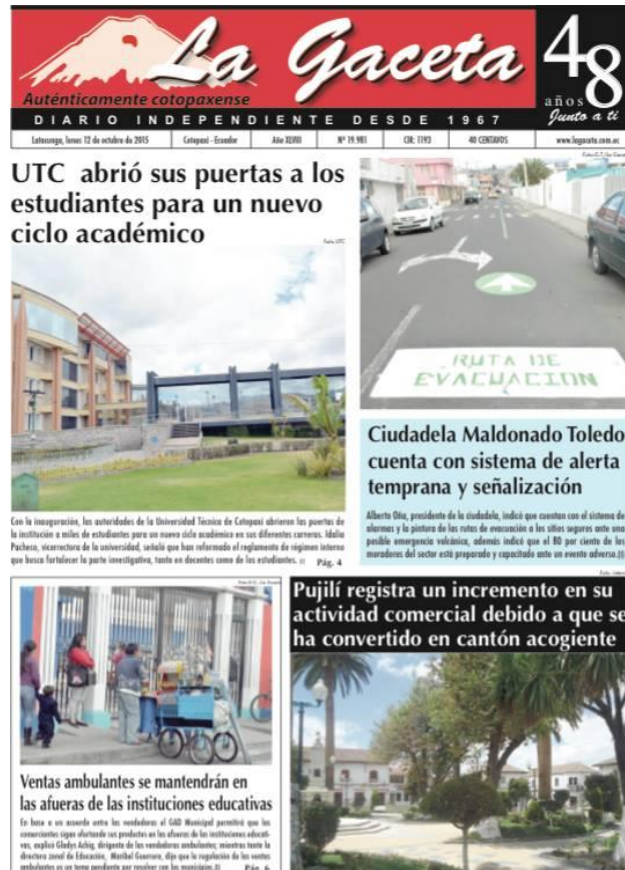 La Gaceta
Auténticamente cotopaxense
48
años
Junto a ti
DIARIO INDEPENDIENTE DESDE 1967
Latacunga, lunes 12 de octubre de 2015
Cotopaxi - Ecuador
Año XLVIII
Nº 19.981
CIR: 1193
40 CENTAVOS
www.lagaceta.com.ec
UTC abrió sus puertas a los
estudiantes para un nuevo
ciclo académico
Foto UTC
Con la inauguración, las autoridades de la Universidad Técnica de Cotopaxi abrieron las puertas de
la institución a miles de estudiantes para un nuevo ciclo académico en sus diferentes carreras. Idalia
Pacheco, vicerrectora de la universidad, señaló que han reformado el reglamento de régimen interno
que busca fortalecer la parte investigativa, tanto en docentes como de los estudiantes. (I)
Pág. 4
RUTA DE
EVACUACION
Ciudadela Maldonado Toledo
cuenta con sistema de alerta
temprana y señalización
Alberto Oña, presidente de la ciudadela, indicó que cuentan con el sistema de
alarmas y la pintura de las rutas de evacuación a los sitios seguros ante una
posible emergencia volcánica, además indicó que el 80 por ciento de los
moradores del sector está preparado y capacitado ante un evento adverso.(I)
Ventas ambulantes se mantendrán en
las afueras de las instituciones educativas
En base a un acuerdo entre los vendedores el GAD Municipal permitirá que los
comerciantes sigan ofertando sus productos en las afueras de las instituciones educati-
vas, explicó Gladys Achig, dirigente de los vendedores ambulantes; mientras tanto la
directora zonal de Educación, Maribel Guerrero, dijo que la regulación de las ventas
ambulantes es un tema pendiente por resolver con los municipios.
Pág. 6
Pujilí registra un incremento en su
actividad comercial debido a que se
ha convertido en cantón acogiente